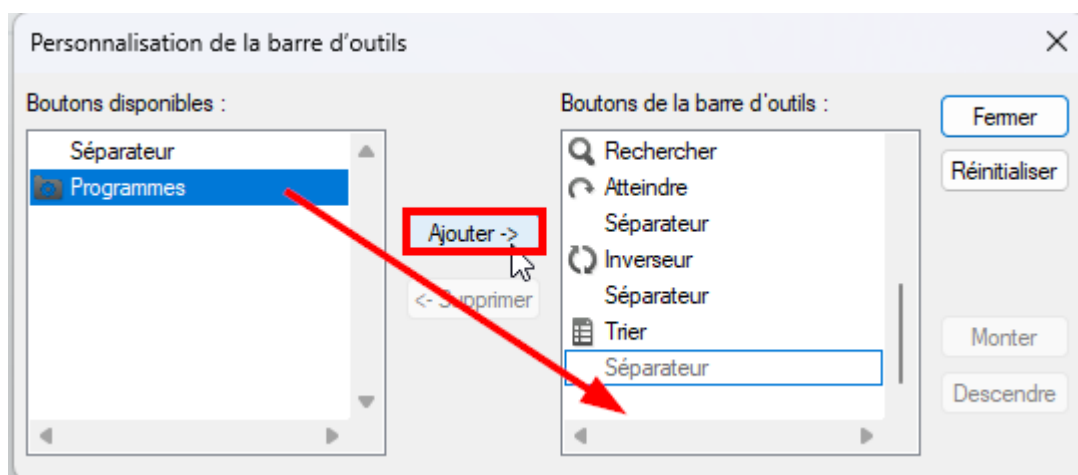 Personnalisation de la barre d'outils
Boutons disponibles :
Séparateur
Programmes
Ajouter ->
<- Supprimer
Boutons de la barre d'outils :
Rechercher
Atteindre
Séparateur
Inverseur
Séparateur
Trier
Séparateur
Fermer
Réinitialiser
Monter
Descendre